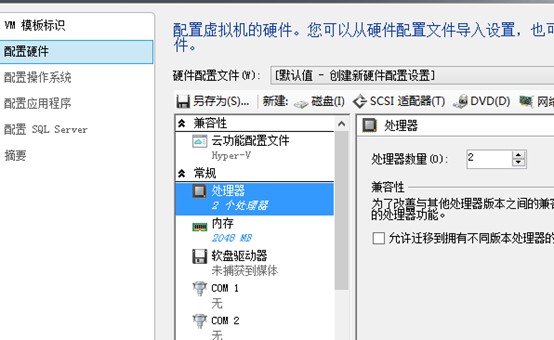 VM 模板标识
配置硬件
配置操作系统
配置应用程序
配置 SQL Server
摘要
配置虚拟机的硬件。您可以从硬件配置文件导入设置，也可
件。
硬件配置文件(W):
[默认值 - 创建新硬件配置设置]
另存为(S)... 新建: 磁盘(I) SCSI 适配器(T) DVD(D) 网络
兼容性
云功能配置文件
Hyper-V
常规
处理器
2 个处理器
内存
2048 MB
软盘驱动器
未捕获到媒体
COM 1
无
COM 2
无
处理器
处理器数量(O): 2
兼容性
为了改善与其他处理器版本之间的兼容
的处理器功能。
允许迁移到拥有不同版本处理器的